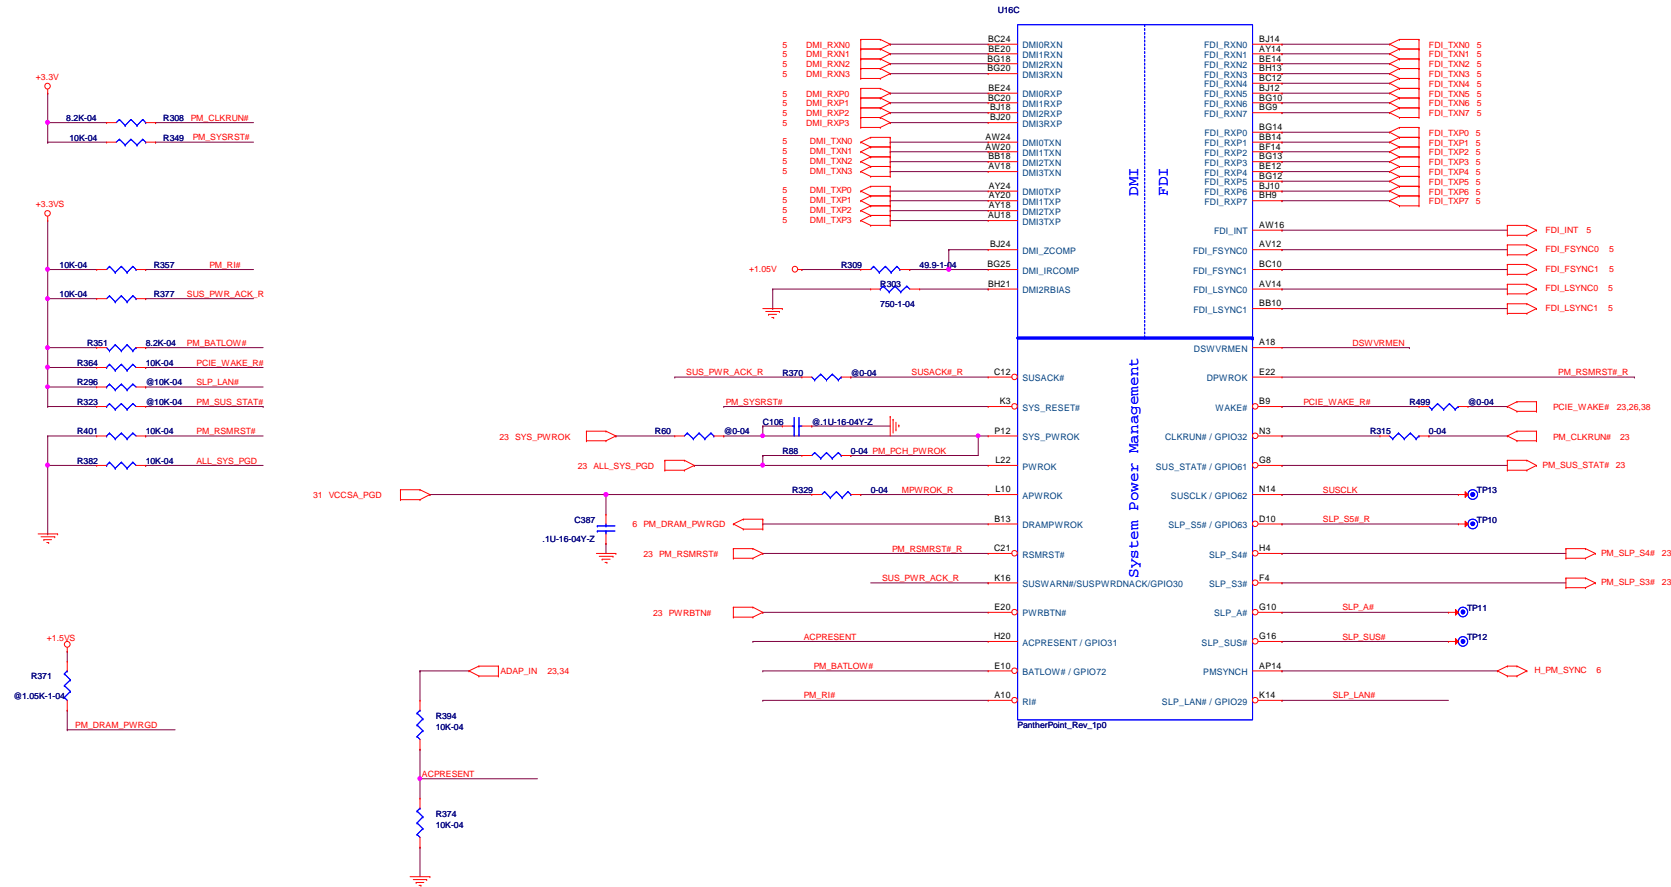 U16C
+3.3V
8.2K-04 R308 PM_CLKRUN#
10K-04 R349 PM_SYSRST#
+3.3VS
10K-04 R357 PM_RI#
10K-04 R377 SUS_PWR_ACK_R
R351 8.2K-04 PM_BATLOW#
R364 10K-04 PCIE_WAKE_R#
R296 @10K-04 SLP_LAN#
R323 @10K-04 PM_SUS_STAT#
R401 10K-04 PM_RSMRST#
R382 10K-04 ALL_SYS_PGD
+1.5VS
R371
@1.05K-1-04
PM_DRAM_PWRGD
ADAP_IN 23,34
R394
10K-04
ACPRESENT
R374
10K-04
5 DMI_RXN0 BC24 DMI0RXN
5 DMI_RXN1 BE20 DMI1RXN
5 DMI_RXN2 BG18 DMI2RXN
5 DMI_RXN3 BG20 DMI3RXN
5 DMI_RXP0 BE24 DMI0RXP
5 DMI_RXP1 BC20 DMI1RXP
5 DMI_RXP2 BJ18 DMI2RXP
5 DMI_RXP3 BJ20 DMI3RXP
5 DMI_TXN0 AW24 DMI0TXN
5 DMI_TXN1 AW20 DMI1TXN
5 DMI_TXN2 BB18 DMI2TXN
5 DMI_TXN3 AV18 DMI3TXN
5 DMI_TXP0 AY24 DMI0TXP
5 DMI_TXP1 AY20 DMI1TXP
5 DMI_TXP2 AY18 DMI2TXP
5 DMI_TXP3 AU18 DMI3TXP
BJ24 DMI_ZCOMP
+1.05V R309 49.9-1-04 BG25 DMI_IRCOMP
R303 BH21 DMI2RBIAS
750-1-04
DMI
FDI
FDI_RXN0 BJ14 FDI_TXN0 5
FDI_RXN1 AY14 FDI_TXN1 5
FDI_RXN2 BE14 FDI_TXN2 5
FDI_RXN3 BH13 FDI_TXN3 5
FDI_RXN4 BC12 FDI_TXN4 5
FDI_RXN5 BJ12 FDI_TXN5 5
FDI_RXN6 BG10 FDI_TXN6 5
FDI_RXN7 BG9 FDI_TXN7 5
FDI_RXP0 BG14 FDI_TXP0 5
FDI_RXP1 BB14 FDI_TXP1 5
FDI_RXP2 BF14 FDI_TXP2 5
FDI_RXP3 BG13 FDI_TXP3 5
FDI_RXP4 BE12 FDI_TXP4 5
FDI_RXP5 BG12 FDI_TXP5 5
FDI_RXP6 BJ10 FDI_TXP6 5
FDI_RXP7 BH9 FDI_TXP7 5
FDI_INT AW16 FDI_INT 5
FDI_FSYNC0 AV12 FDI_FSYNC0 5
FDI_FSYNC1 BC10 FDI_FSYNC1 5
FDI_LSYNC0 AV14 FDI_LSYNC0 5
FDI_LSYNC1 BB10 FDI_LSYNC1 5
SUS_PWR_ACK_R R370 @0-04 SUSACK#_R C12 SUSACK#
PM_SYSRST# K3 SYS_RESET#
C106 @.1U-16-04Y-Z
23 SYS_PWROK R60 @0-04 P12 SYS_PWROK
R88 0-04 PM_PCH_PWROK
23 ALL_SYS_PGD L22 PWROK
31 VCCSA_PGD R329 0-04 MPWROK_R L10 APWROK
C387
.1U-16-04Y-Z
6 PM_DRAM_PWRGD B13 DRAMPWROK
23 PM_RSMRST# PM_RSMRST#_R C21 RSMRST#
SUS_PWR_ACK_R K16 SUSWARN#/SUSPWRDNACK/GPIO30
23 PWRBTN# E20 PWRBTN#
ACPRESENT H20 ACPRESENT / GPIO31
PM_BATLOW# E10 BATLOW# / GPIO72
PM_RI# A10 RI#
System Power Management
DSWVRMEN A18 DSWVRMEN
DPWROK E22 PM_RSMRST#_R
WAKE# B9 PCIE_WAKE_R# R499 @0-04 PCIE_WAKE# 23,26,38
CLKRUN# / GPIO32 N3 R315 0-04 PM_CLKRUN# 23
SUS_STAT# / GPIO61 G8 PM_SUS_STAT# 23
SUSCLK / GPIO62 N14 SUSCLK TP13
SLP_S5# / GPIO63 D10 SLP_S5#_R TP10
SLP_S4# H4 PM_SLP_S4# 23
SLP_S3# F4 PM_SLP_S3# 23
SLP_A# G10 SLP_A# TP11
SLP_SUS# G16 SLP_SUS# TP12
PMSYNCH AP14 H_PM_SYNC 6
SLP_LAN# / GPIO29 K14 SLP_LAN#
PantherPoint_Rev_1p0